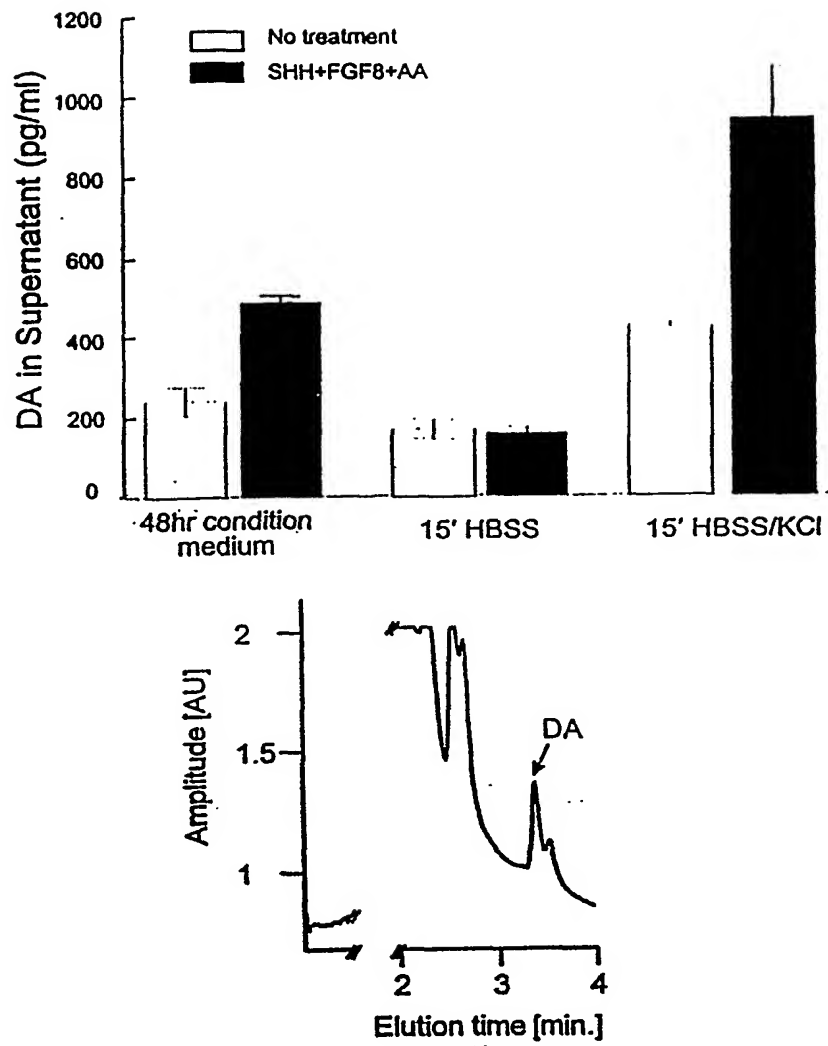 1200
1000
800
600
400
200
0
DA in Supernatant (pg/ml)
No treatment
SHH+FGF8+AA
48hr condition
medium
15' HBSS
15' HBSS/KCl
2
1.5
1
Amplitude [AU]
DA
2 3 4
Elution time [min.]